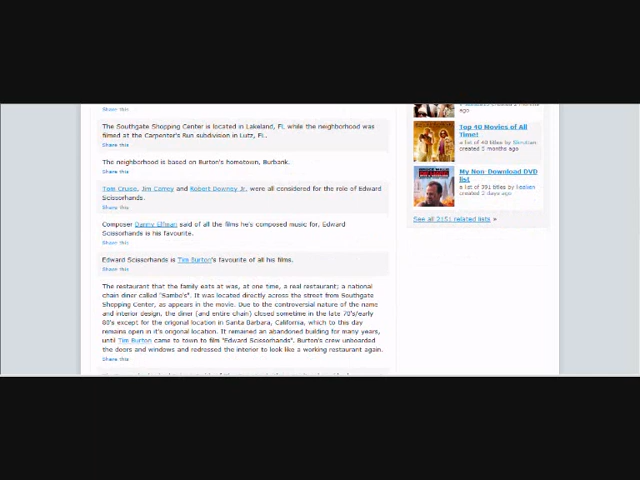 Share this
The Southgate Shopping Center is located in Lakeland, FL while the neighborhood was
filmed at the Carpenter's Run subdivision in Lutz, FL.
Share this
The neighborhood is based on Burton's hometown, Burbank.
Tom Cruise, Jim Carrey and Robert Downey Jr. were all considered for the role of Edward
Scissorhands.
Share this
Composer Danny Elfman said of all the films he's composed music for, Edward
Scissorhands is his favourite.
Share this
Edward Scissorhands is Tim Burton's favourite of all his films.
Share this
The restaurant that the family eats at was, at one time, a real restaurant; a national
chain diner called "Sambo's". It was located directly across the street from Southgate
Shopping Center, as appears in the movie. Due to the controversial nature of the name
and interior design, the diner (and entire chain) closed sometime in the late 70's/early
80's except for the origional location in Santa Barbara, California, which to this day
remains open in it's origonal location. It remained an abandoned building for many years,
until Tim Burton came to town to film "Edward Scissorhands". Burton's crew unboarded
the doors and windows and redressed the interior to look like a working restaurant again.
Share this
ago
Top 40 Movies of All
Time!
a list of 40 titles by
created 5 months ago
My Non Download DVD
list
a list of 391 titles by
created 2 days ago
See all 2151 related lists »